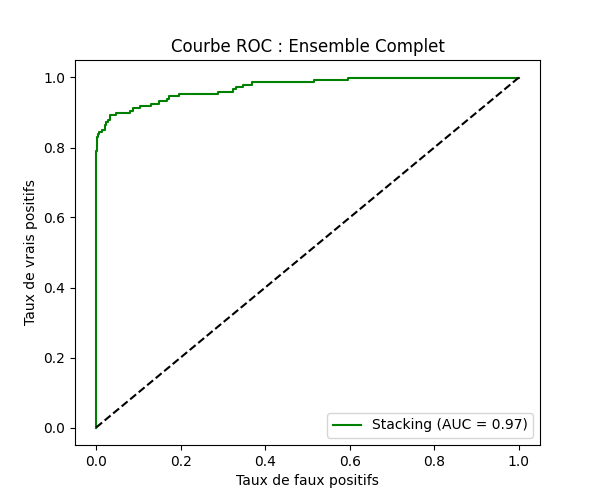 Courbe ROC : Ensemble Complet
Taux de vrais positifs
1.0
0.8
0.6
0.4
0.2
0.0
Stacking (AUC = 0.97)
0.0 0.2 0.4 0.6 0.8 1.0
Taux de faux positifs